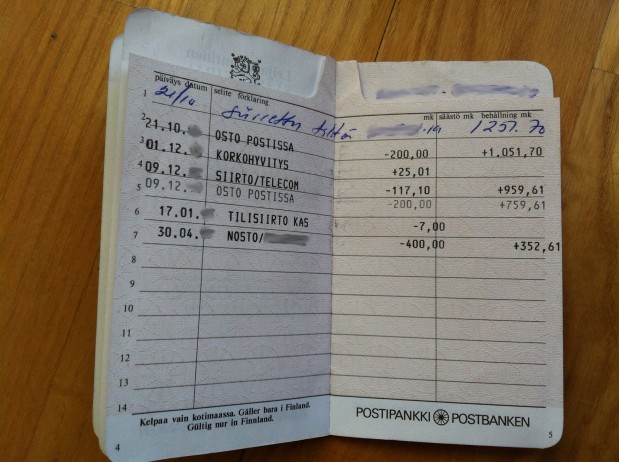 päiväys datum selite förklaring mk säästö mk behållning mk
1 21/10 Siirretty tililtä -19 1251.70
2 21.10. OSTO POSTISSA -200,00 +1.051,70
3 01.12. KORKOHYVITYS +25,01
4 09.12. SIIRTO/TELECOM -117,10 +959,61
5 09.12. OSTO POSTISSA -200,00 +759,61
6 17.01. TILISIIRTO KAS -7,00
7 30.04. NOSTO/ -400,00 +352,61
8
9
10
11
12
13
14
Kelpaa vain kotimaassa. Gäller bara i Finland.
Gültig nur in Finnland.
4
POSTIPANKKI POSTBANKEN
5